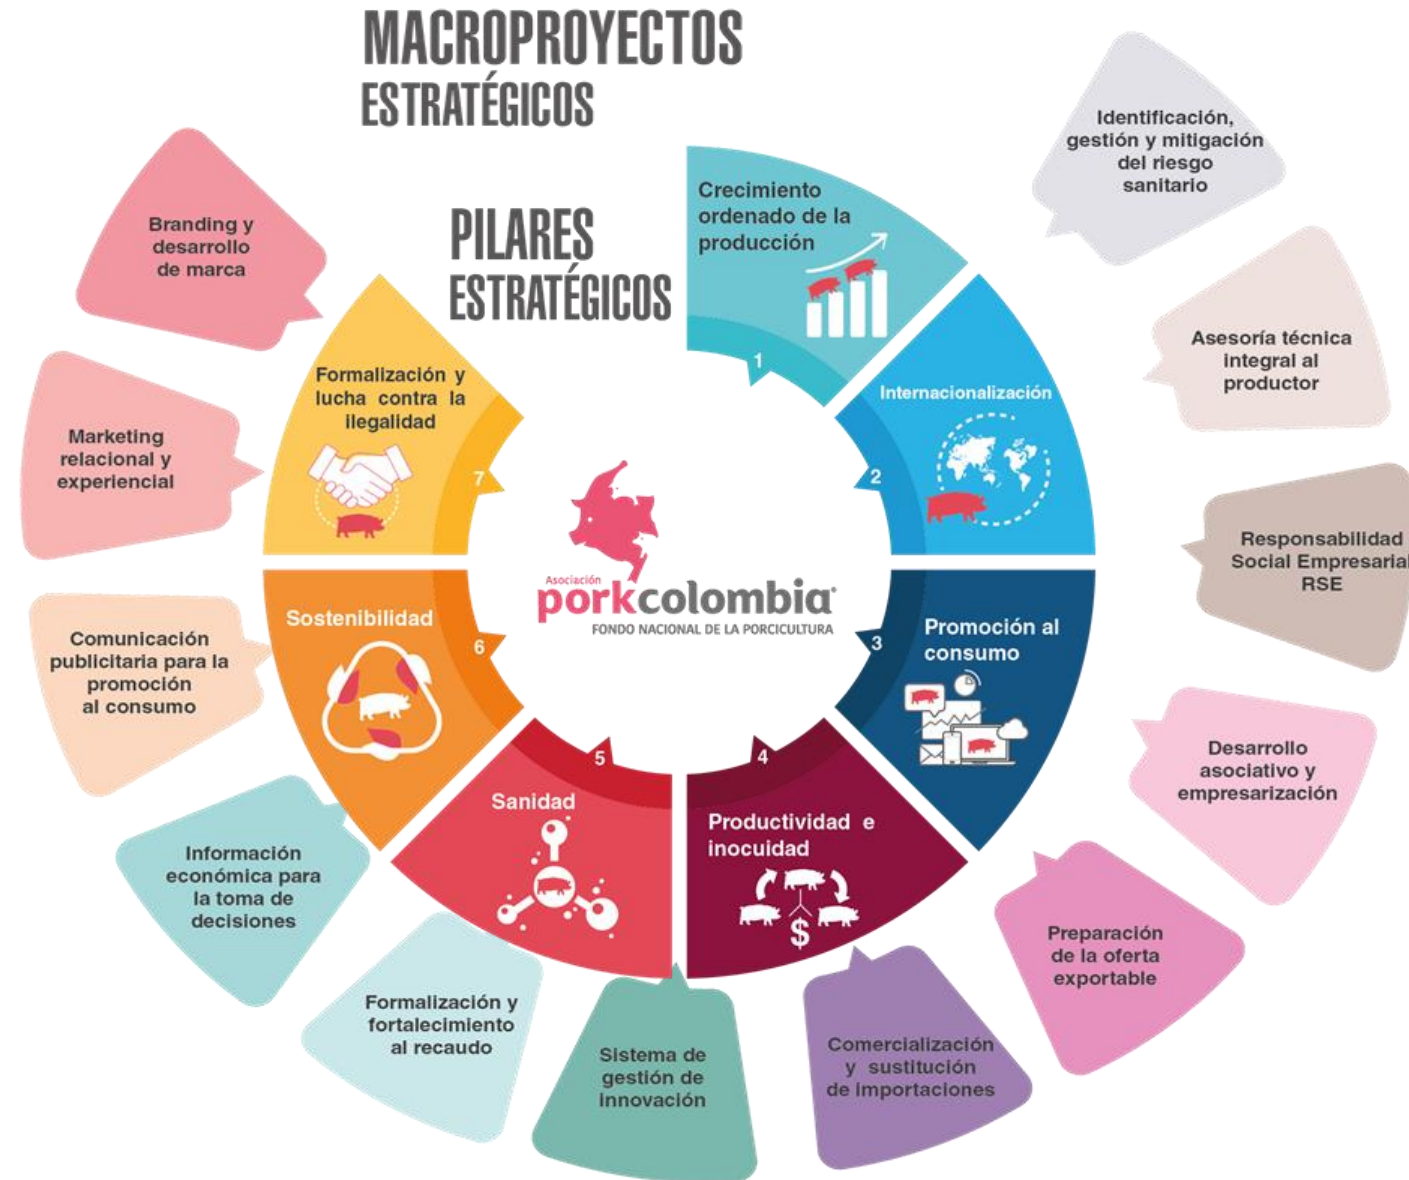 MACROPROYECTOS
ESTRATÉGICOS
PILARES
ESTRATÉGICOS
Crecimiento
ordenado de la
producción
1
Internacionalización
2
Promoción al
consumo
3
Productividad e
inocuidad
$
4
Sanidad
5
Sostenibilidad
6
Formalización y
lucha contra la
ilegalidad
7
Asociación
porkcolombia®
FONDO NACIONAL DE LA PORCICULTURA
Identificación,
gestión y mitigación
del riesgo
sanitario
Asesoría técnica
integral al
productor
Responsabilidad
Social Empresarial
RSE
Desarrollo
asociativo y
empresarización
Preparación
de la oferta
exportable
Comercialización
y sustitución
de importaciones
Sistema de
gestión de
innovación
Formalización y
fortalecimiento
al recaudo
Información
económica para
la toma de
decisiones
Comunicación
publicitaria para la
promoción
al consumo
Marketing
relacional y
experiencial
Branding y
desarrollo
de marca